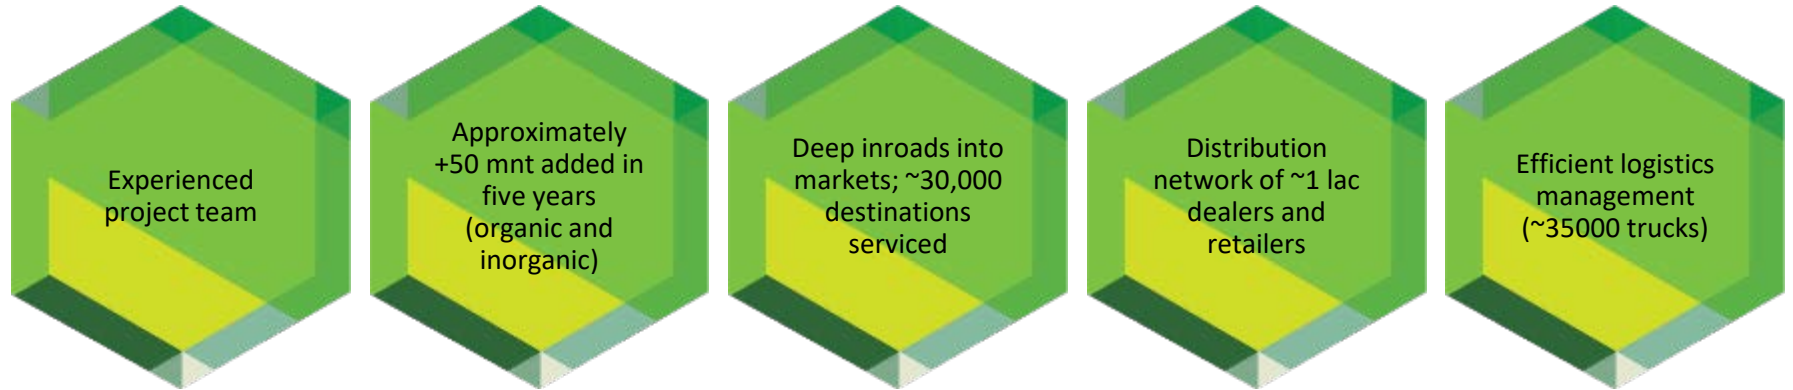 Experienced
project team
Approximately
+50 mnt added in
five years
(organic and
inorganic)
Deep inroads into
markets; ~30,000
destinations
serviced
Distribution
network of ~1 lac
dealers and
retailers
Efficient logistics
management
(~35000 trucks)